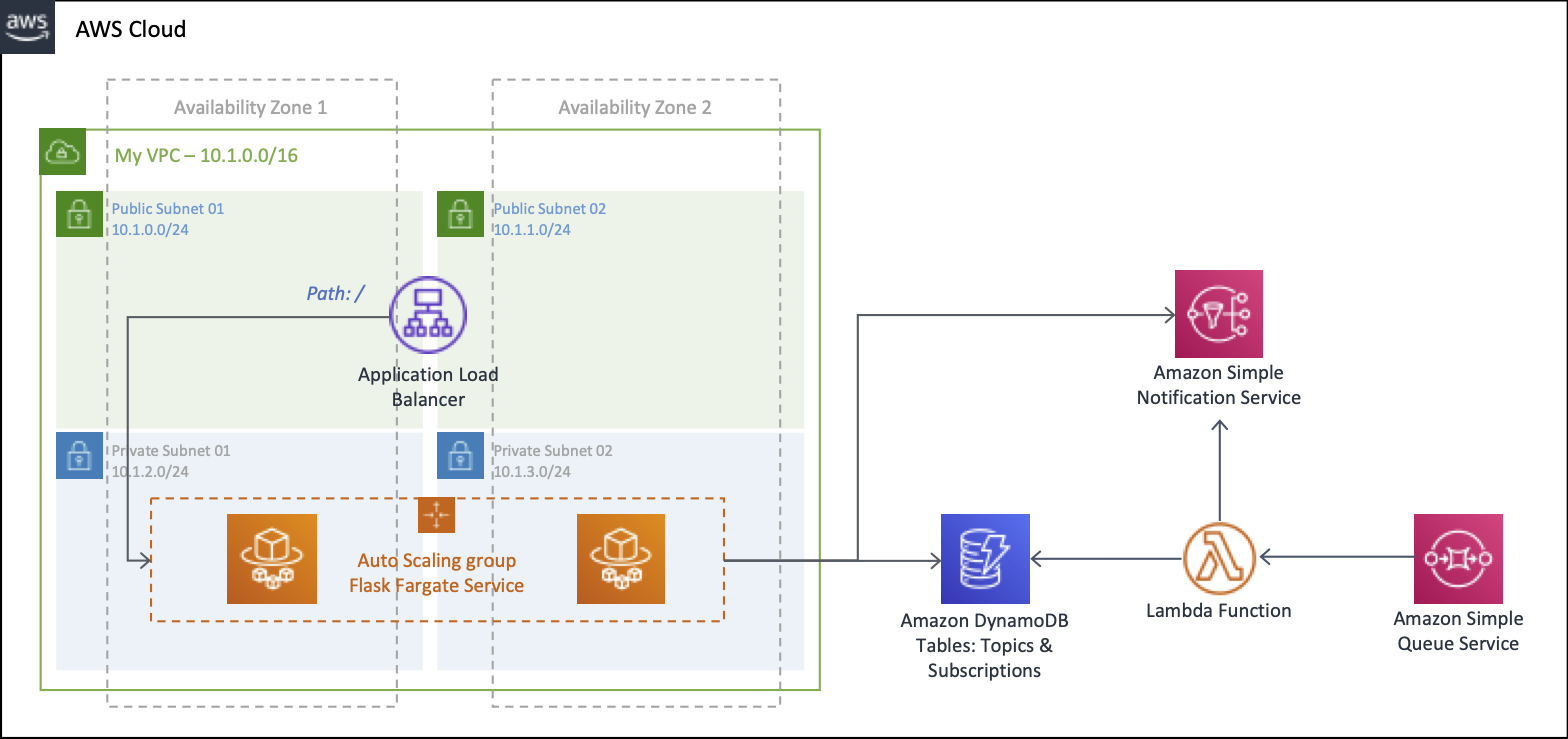 aws
AWS Cloud
Availability Zone 1
Availability Zone 2
My VPC – 10.1.0.0/16
Public Subnet 01
10.1.0.0/24
Public Subnet 02
10.1.1.0/24
Path: /
Application Load
Balancer
Private Subnet 01
10.1.2.0/24
Private Subnet 02
10.1.3.0/24
Auto Scaling group
Flask Fargate Service
Amazon Simple
Notification Service
Amazon DynamoDB
Tables: Topics &
Subscriptions
Lambda Function
Amazon Simple
Queue Service